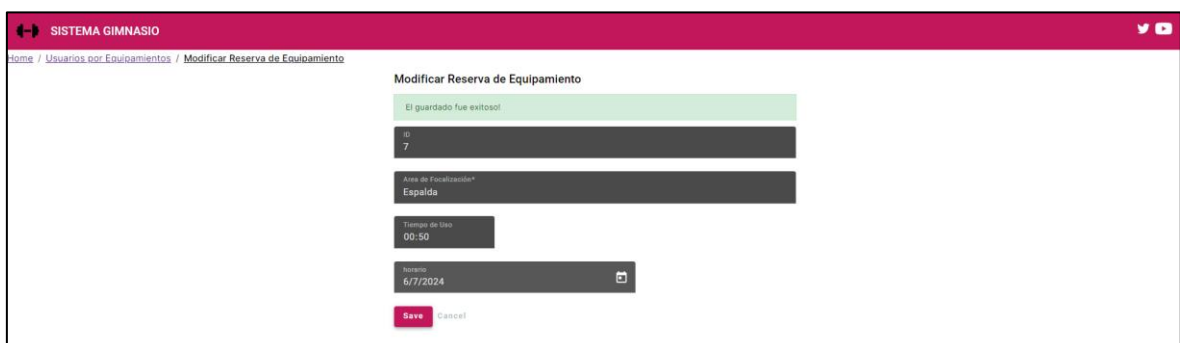 SISTEMA GIMNASIO
Home / Usuarios por Equipamientos / Modificar Reserva de Equipamiento
Modificar Reserva de Equipamiento
El guardado fue exitoso!
ID
7
Area de Focalización*
Espalda
Tiempo de Uso
00:50
horario
6/7/2024
Save Cancel